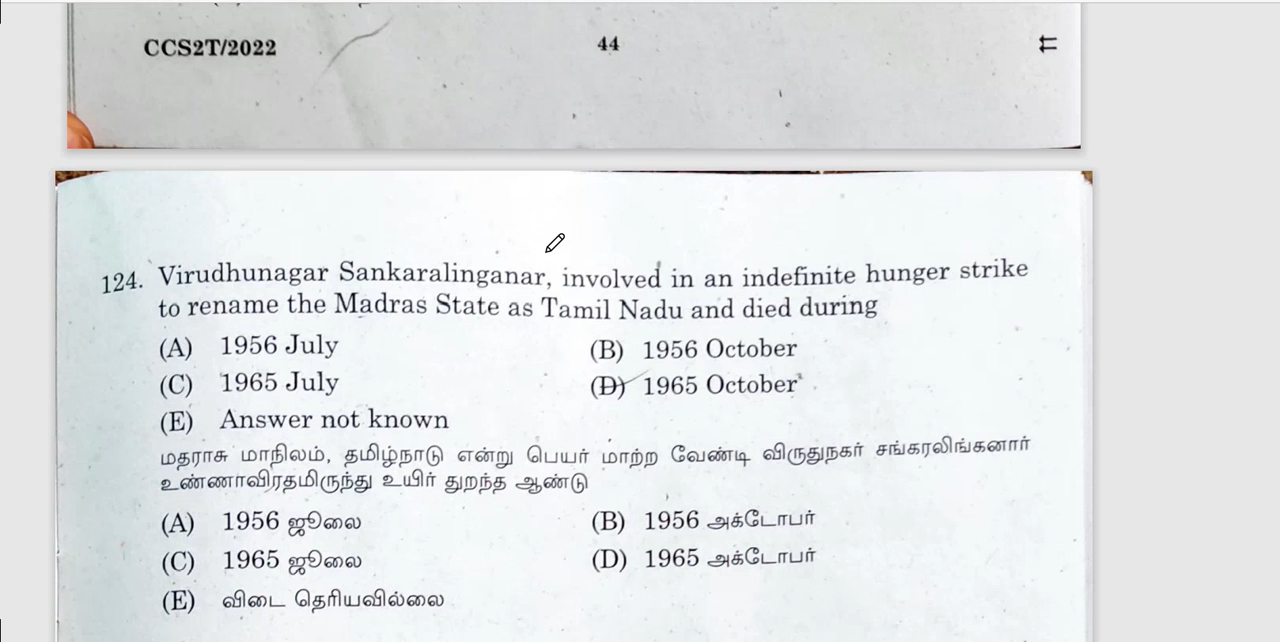 CCS2T/2022 44
124. Virudhunagar Sankaralinganar, involved in an indefinite hunger strike
to rename the Madras State as Tamil Nadu and died during
(A) 1956 July (B) 1956 October
(C) 1965 July (D) 1965 October
(E) Answer not known
மதராசு மாநிலம், தமிழ்நாடு என்று பெயர் மாற்ற வேண்டி விருதுநகர் சங்கரலிங்கனார்
உண்ணாவிரதமிருந்து உயிர் துறந்த ஆண்டு
(A) 1956 ஜூலை (B) 1956 அக்டோபர்
(C) 1965 ஜூலை (D) 1965 அக்டோபர்
(E) விடை தெரியவில்லை